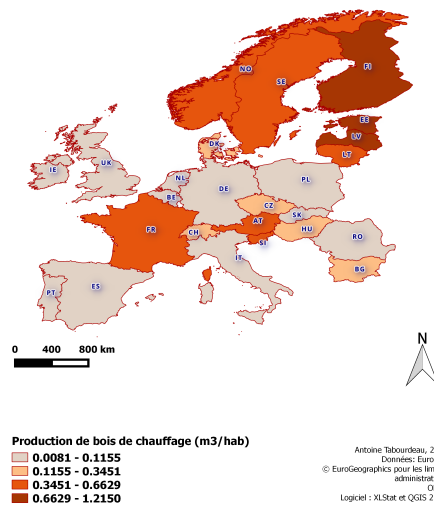 NO
FI
SE
EE
LV
LT
DK
IE
UK
NL
BE
DE
PL
CZ
SK
FR
CH
AT
HU
SI
RO
IT
BG
PT
ES
0 400 800 km
N
Production de bois de chauffage (m3/hab)
0.0081 - 0.1155
0.1155 - 0.3451
0.3451 - 0.6629
0.6629 - 1.2150
Antoine Tabourdeau, 2
Données: Euro
© EuroGeographics pour les lim
administrat
Logiciel : XLStat et QGIS 2